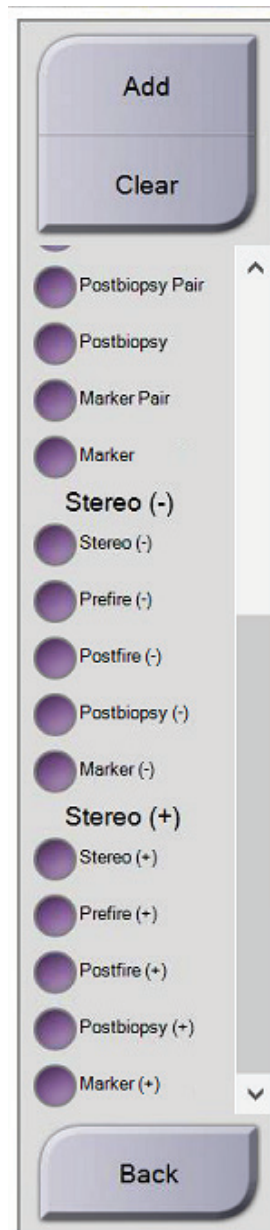 Add
Clear
Postbiopsy Pair
Postbiopsy
Marker Pair
Marker
Stereo (-)
Stereo (-)
Prefire (-)
Postfire (-)
Postbiopsy (-)
Marker (-)
Stereo (+)
Stereo (+)
Prefire (+)
Postfire (+)
Postbiopsy (+)
Marker (+)
Back